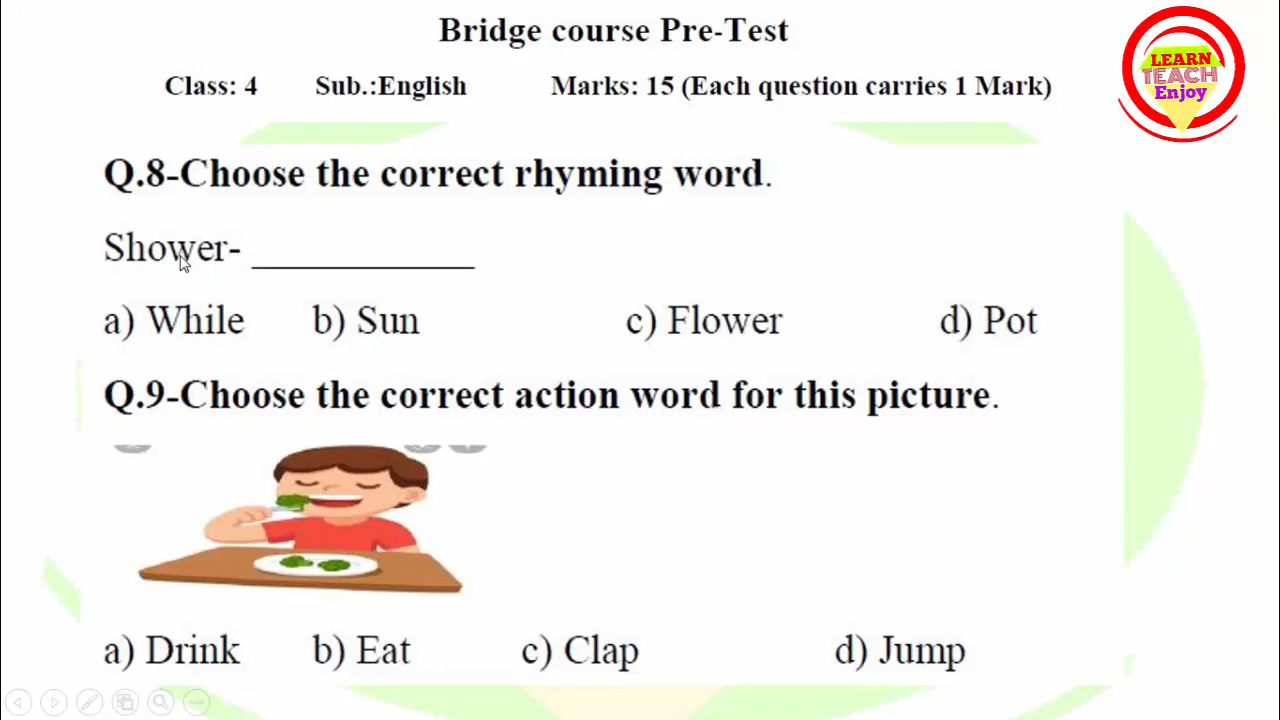 Bridge course Pre-Test
Class: 4 Sub.:English Marks: 15 (Each question carries 1 Mark)
LEARN
TEACH
Enjoy
Q.8-Choose the correct rhyming word.
Shower- ___________
a) While b) Sun c) Flower d) Pot
Q.9-Choose the correct action word for this picture.
a) Drink b) Eat c) Clap d) Jump